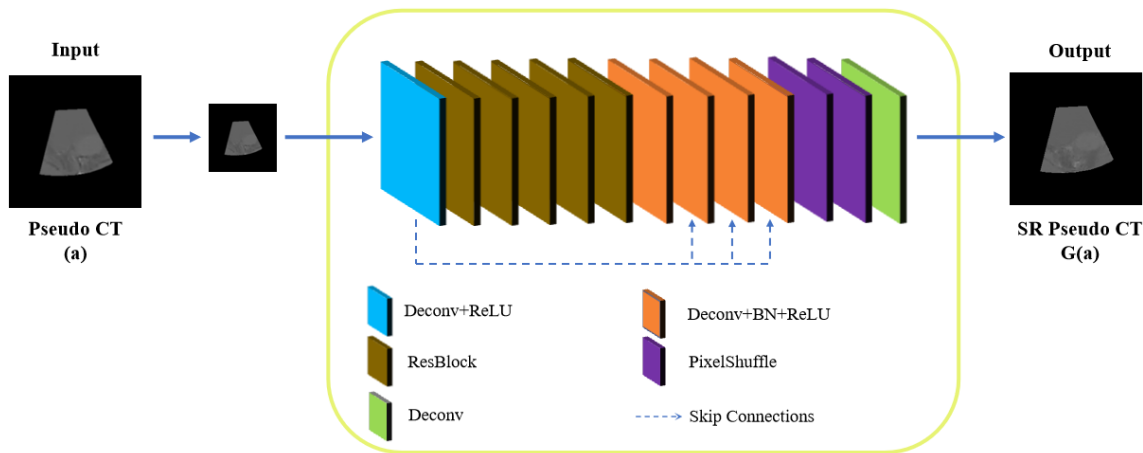 Input
Output
Pseudo CT
(a)
SR Pseudo CT
G(a)
Deconv+ReLU
Deconv+BN+ReLU
ResBlock
PixelShuffle
Deconv
Skip Connections